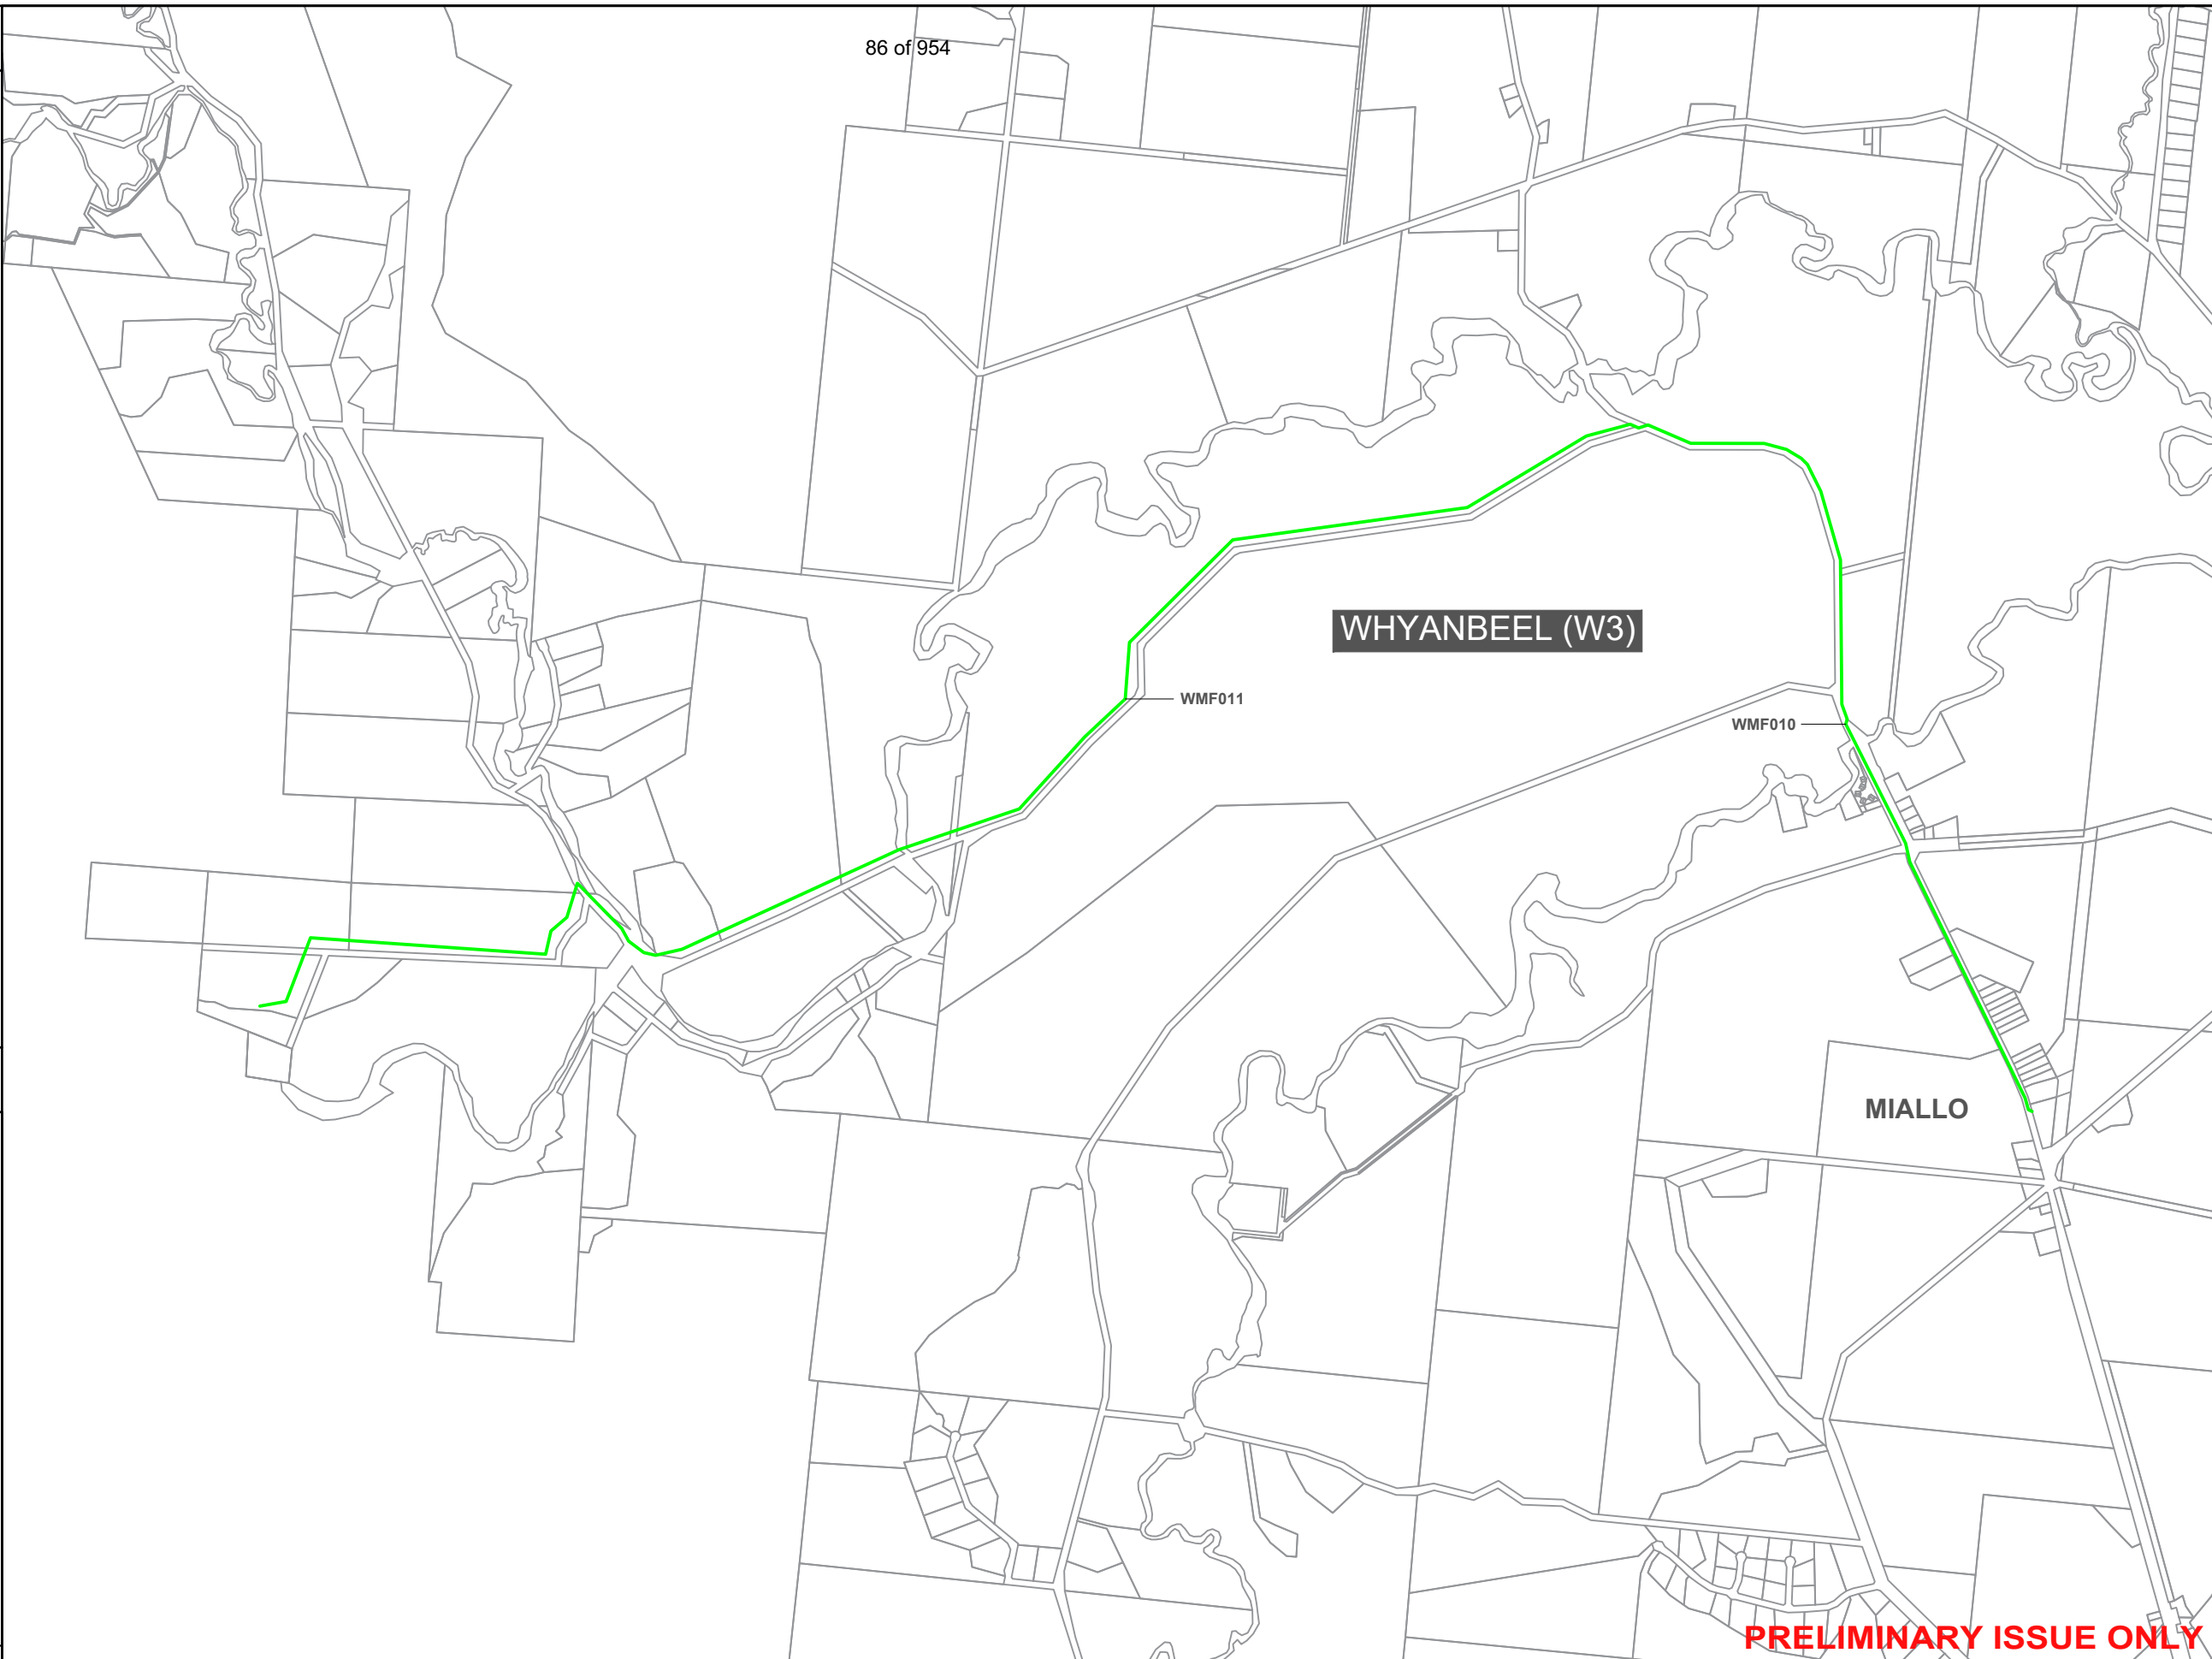 86 of 954
WHYANBEEL (W3)
WMF011
WMF010
MIALLO
PRELIMINARY ISSUE ONLY